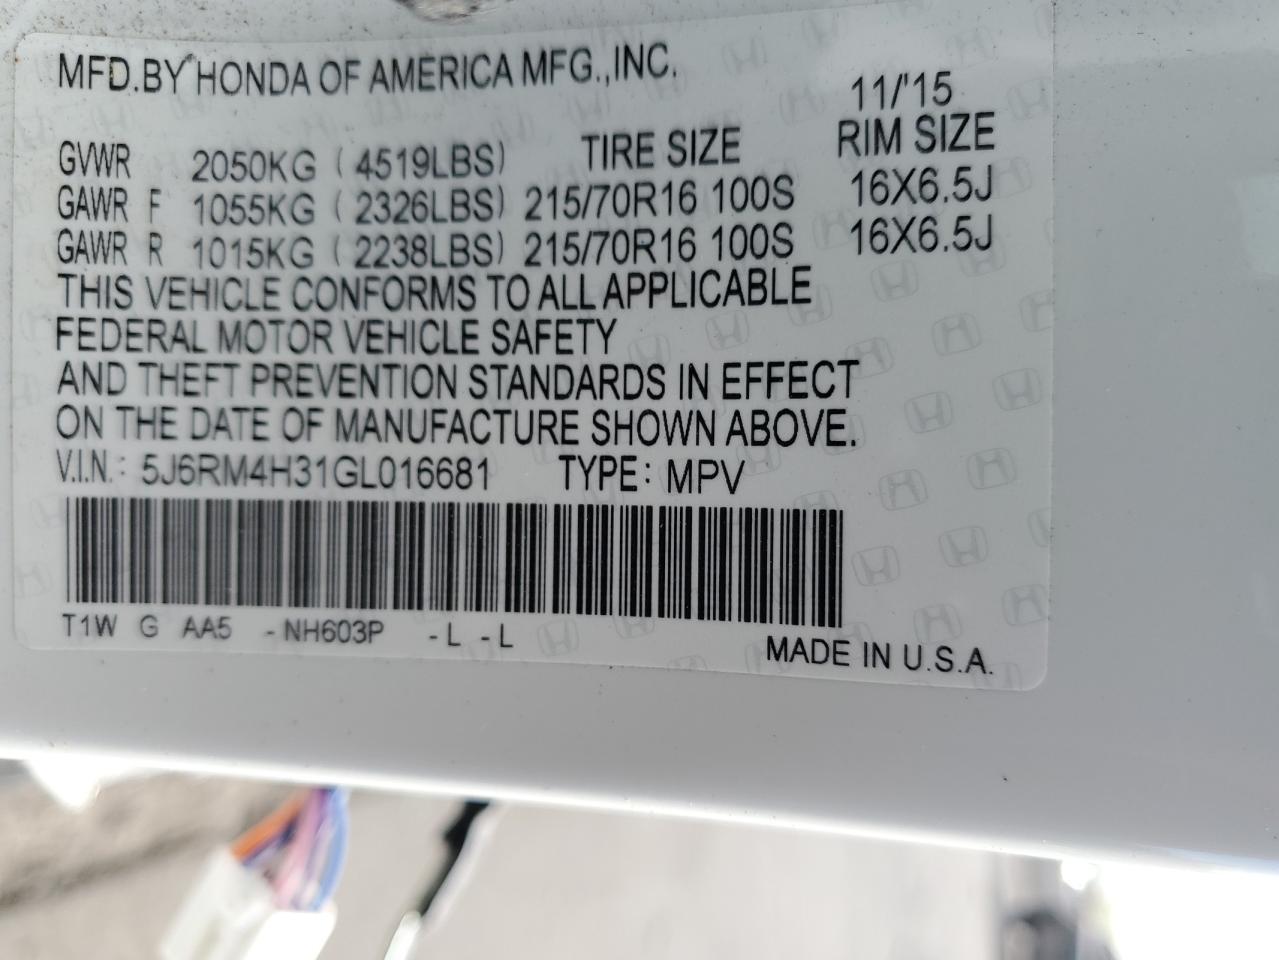 MFD.BY HONDA OF AMERICA MFG.,INC.
11/'15
GVWR 2050KG ( 4519LBS) TIRE SIZE RIM SIZE
GAWR F 1055KG ( 2326LBS) 215/70R16 100S 16X6.5J
GAWR R 1015KG ( 2238LBS) 215/70R16 100S 16X6.5J
THIS VEHICLE CONFORMS TO ALL APPLICABLE
FEDERAL MOTOR VEHICLE SAFETY
AND THEFT PREVENTION STANDARDS IN EFFECT
ON THE DATE OF MANUFACTURE SHOWN ABOVE.
V.I.N.: 5J6RM4H31GL016681 TYPE: MPV
T1W G AA5 -NH603P -L -L
MADE IN U.S.A.